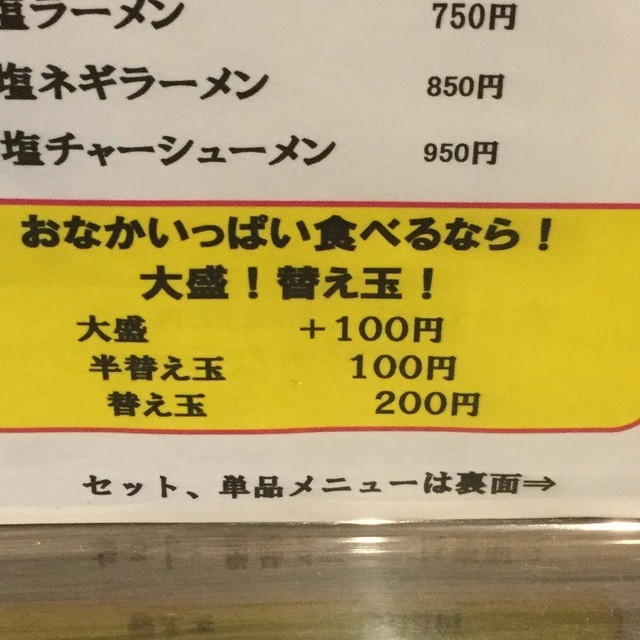 塩ラーメン 750円
塩ネギラーメン 850円
塩チャーシューメン 950円
おなかいっぱい食べるなら！
大盛！替え玉！
大盛 ＋100円
半替え玉 100円
替え玉 200円
セット、単品メニューは裏面⇒